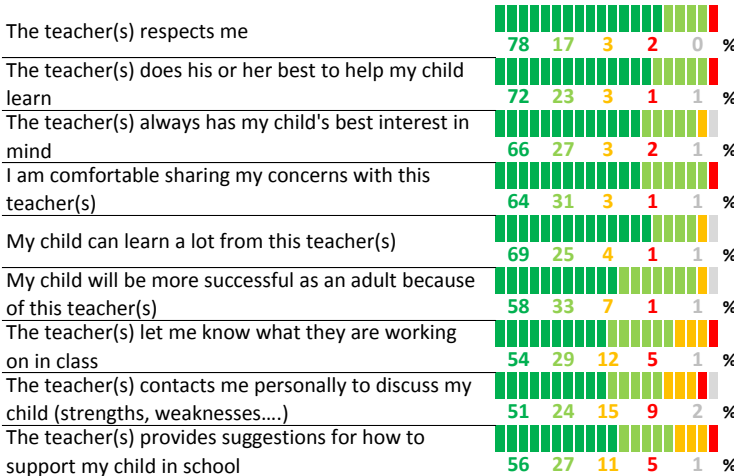 The teacher(s) respects me
78 17 3 2 0 %
The teacher(s) does his or her best to help my child
learn
72 23 3 1 1 %
The teacher(s) always has my child's best interest in
mind
66 27 3 2 1 %
I am comfortable sharing my concerns with this
teacher(s)
64 31 3 1 1 %
My child can learn a lot from this teacher(s)
69 25 4 1 1 %
My child will be more successful as an adult because
of this teacher(s)
58 33 7 1 1 %
The teacher(s) let me know what they are working
on in class
54 29 12 5 1 %
The teacher(s) contacts me personally to discuss my
child (strengths, weaknesses....)
51 24 15 9 2 %
The teacher(s) provides suggestions for how to
support my child in school
56 27 11 5 1 %